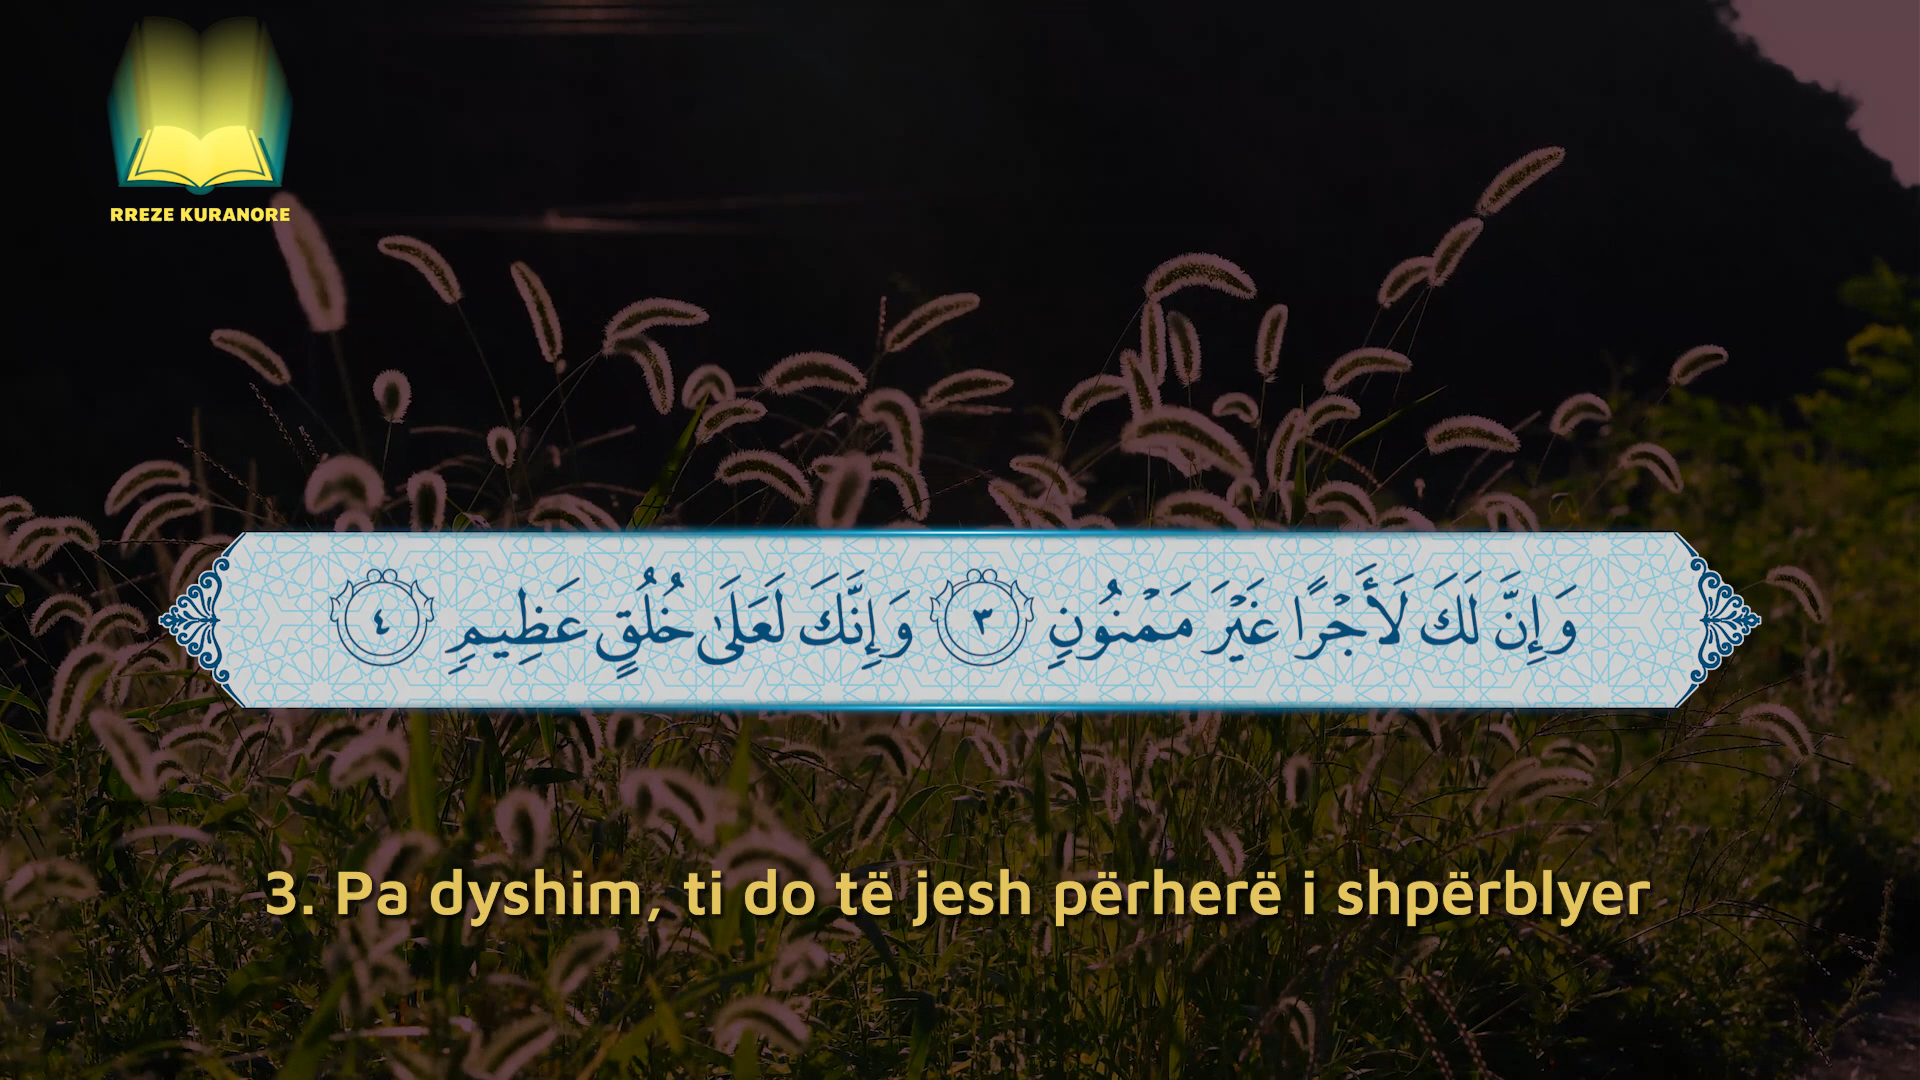 RREZE KURANORE
وَإِنَّ لَكَ لَأَجْرًا غَيْرَ مَمْنُونٍ ٣ وَإِنَّكَ لَعَلَىٰ خُلُقٍ عَظِيمٍ ٤
3. Pa dyshim, ti do të jesh përherë i shpërblyer